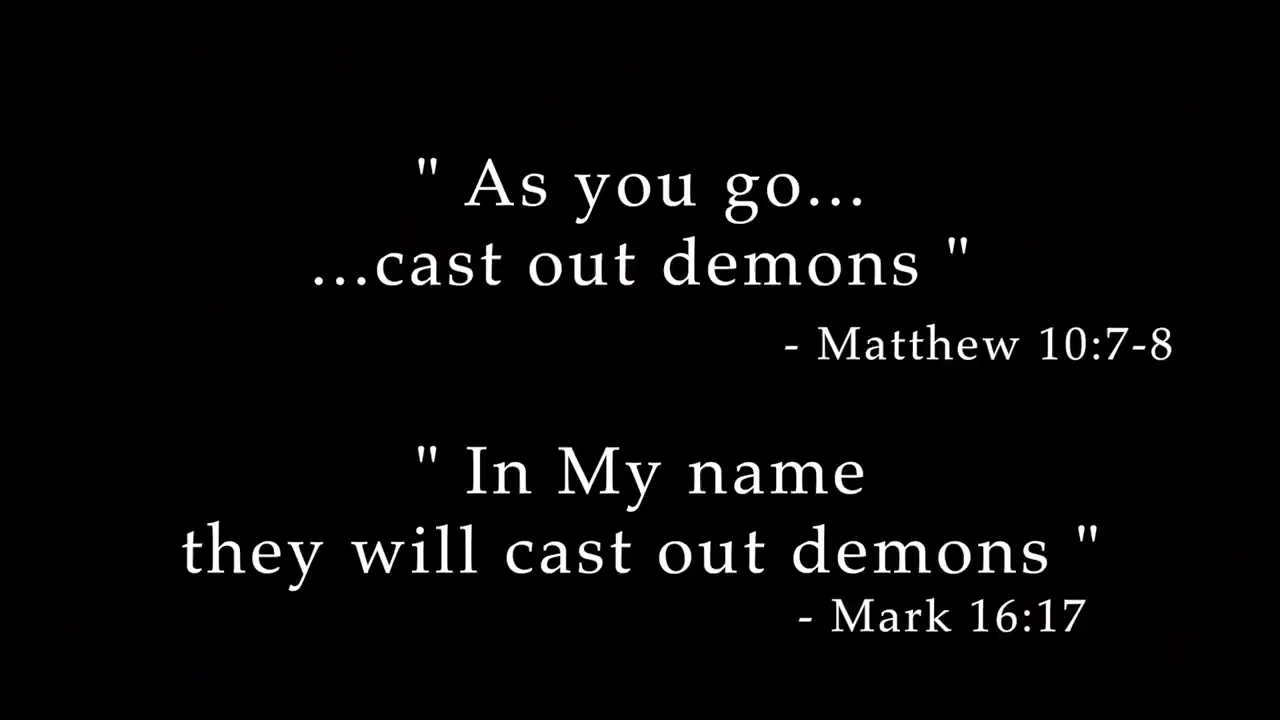 " As you go...
...cast out demons "
- Matthew 10:7-8
" In My name
they will cast out demons "
- Mark 16:17